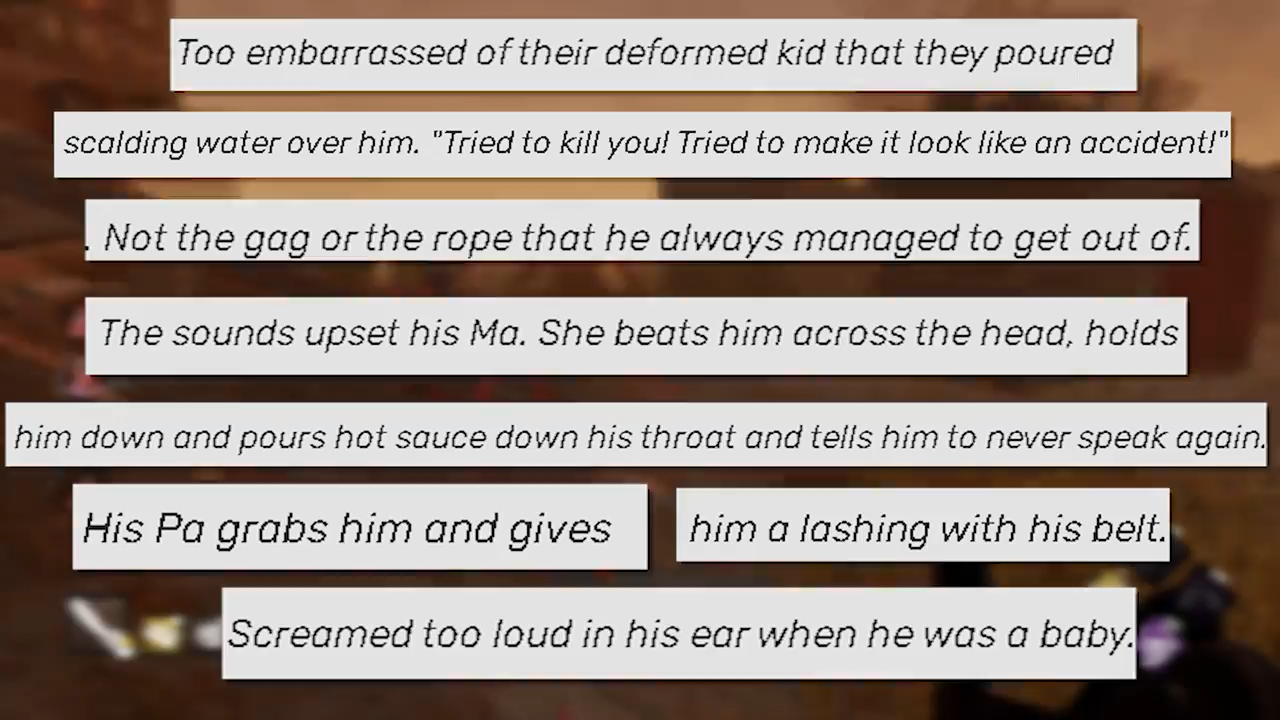 Too embarrassed of their deformed kid that they poured
scalding water over him. "Tried to kill you! Tried to make it look like an accident!"
. Not the gag or the rope that he always managed to get out of.
The sounds upset his Ma. She beats him across the head, holds
him down and pours hot sauce down his throat and tells him to never speak again.
His Pa grabs him and gives him a lashing with his belt.
Screamed too loud in his ear when he was a baby.